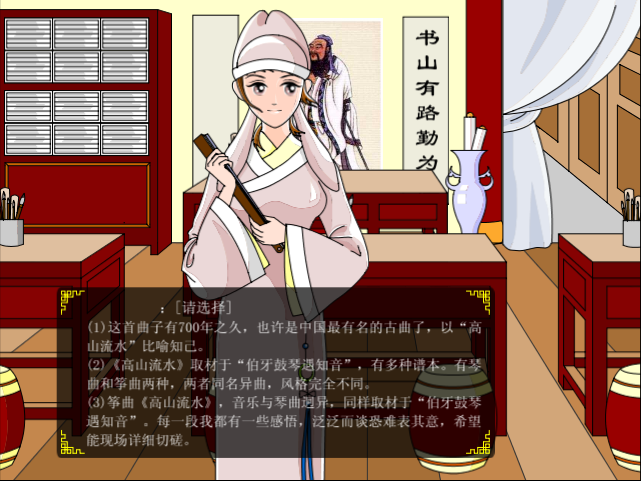 书山有路勤为
：[请选择]
(1)这首曲子有700年之久，也许是中国最有名的古曲了，以“高
山流水”比喻知己。
(2)《高山流水》取材于“伯牙鼓琴遇知音”，有多种谱本。有琴
曲和筝曲两种，两者同名异曲，风格完全不同。
(3)筝曲《高山流水》，音乐与琴曲迥异，同样取材于“伯牙鼓琴
遇知音”。每一段我都有一些感悟，泛泛而谈恐难表其意，希望
能现场详细切磋。